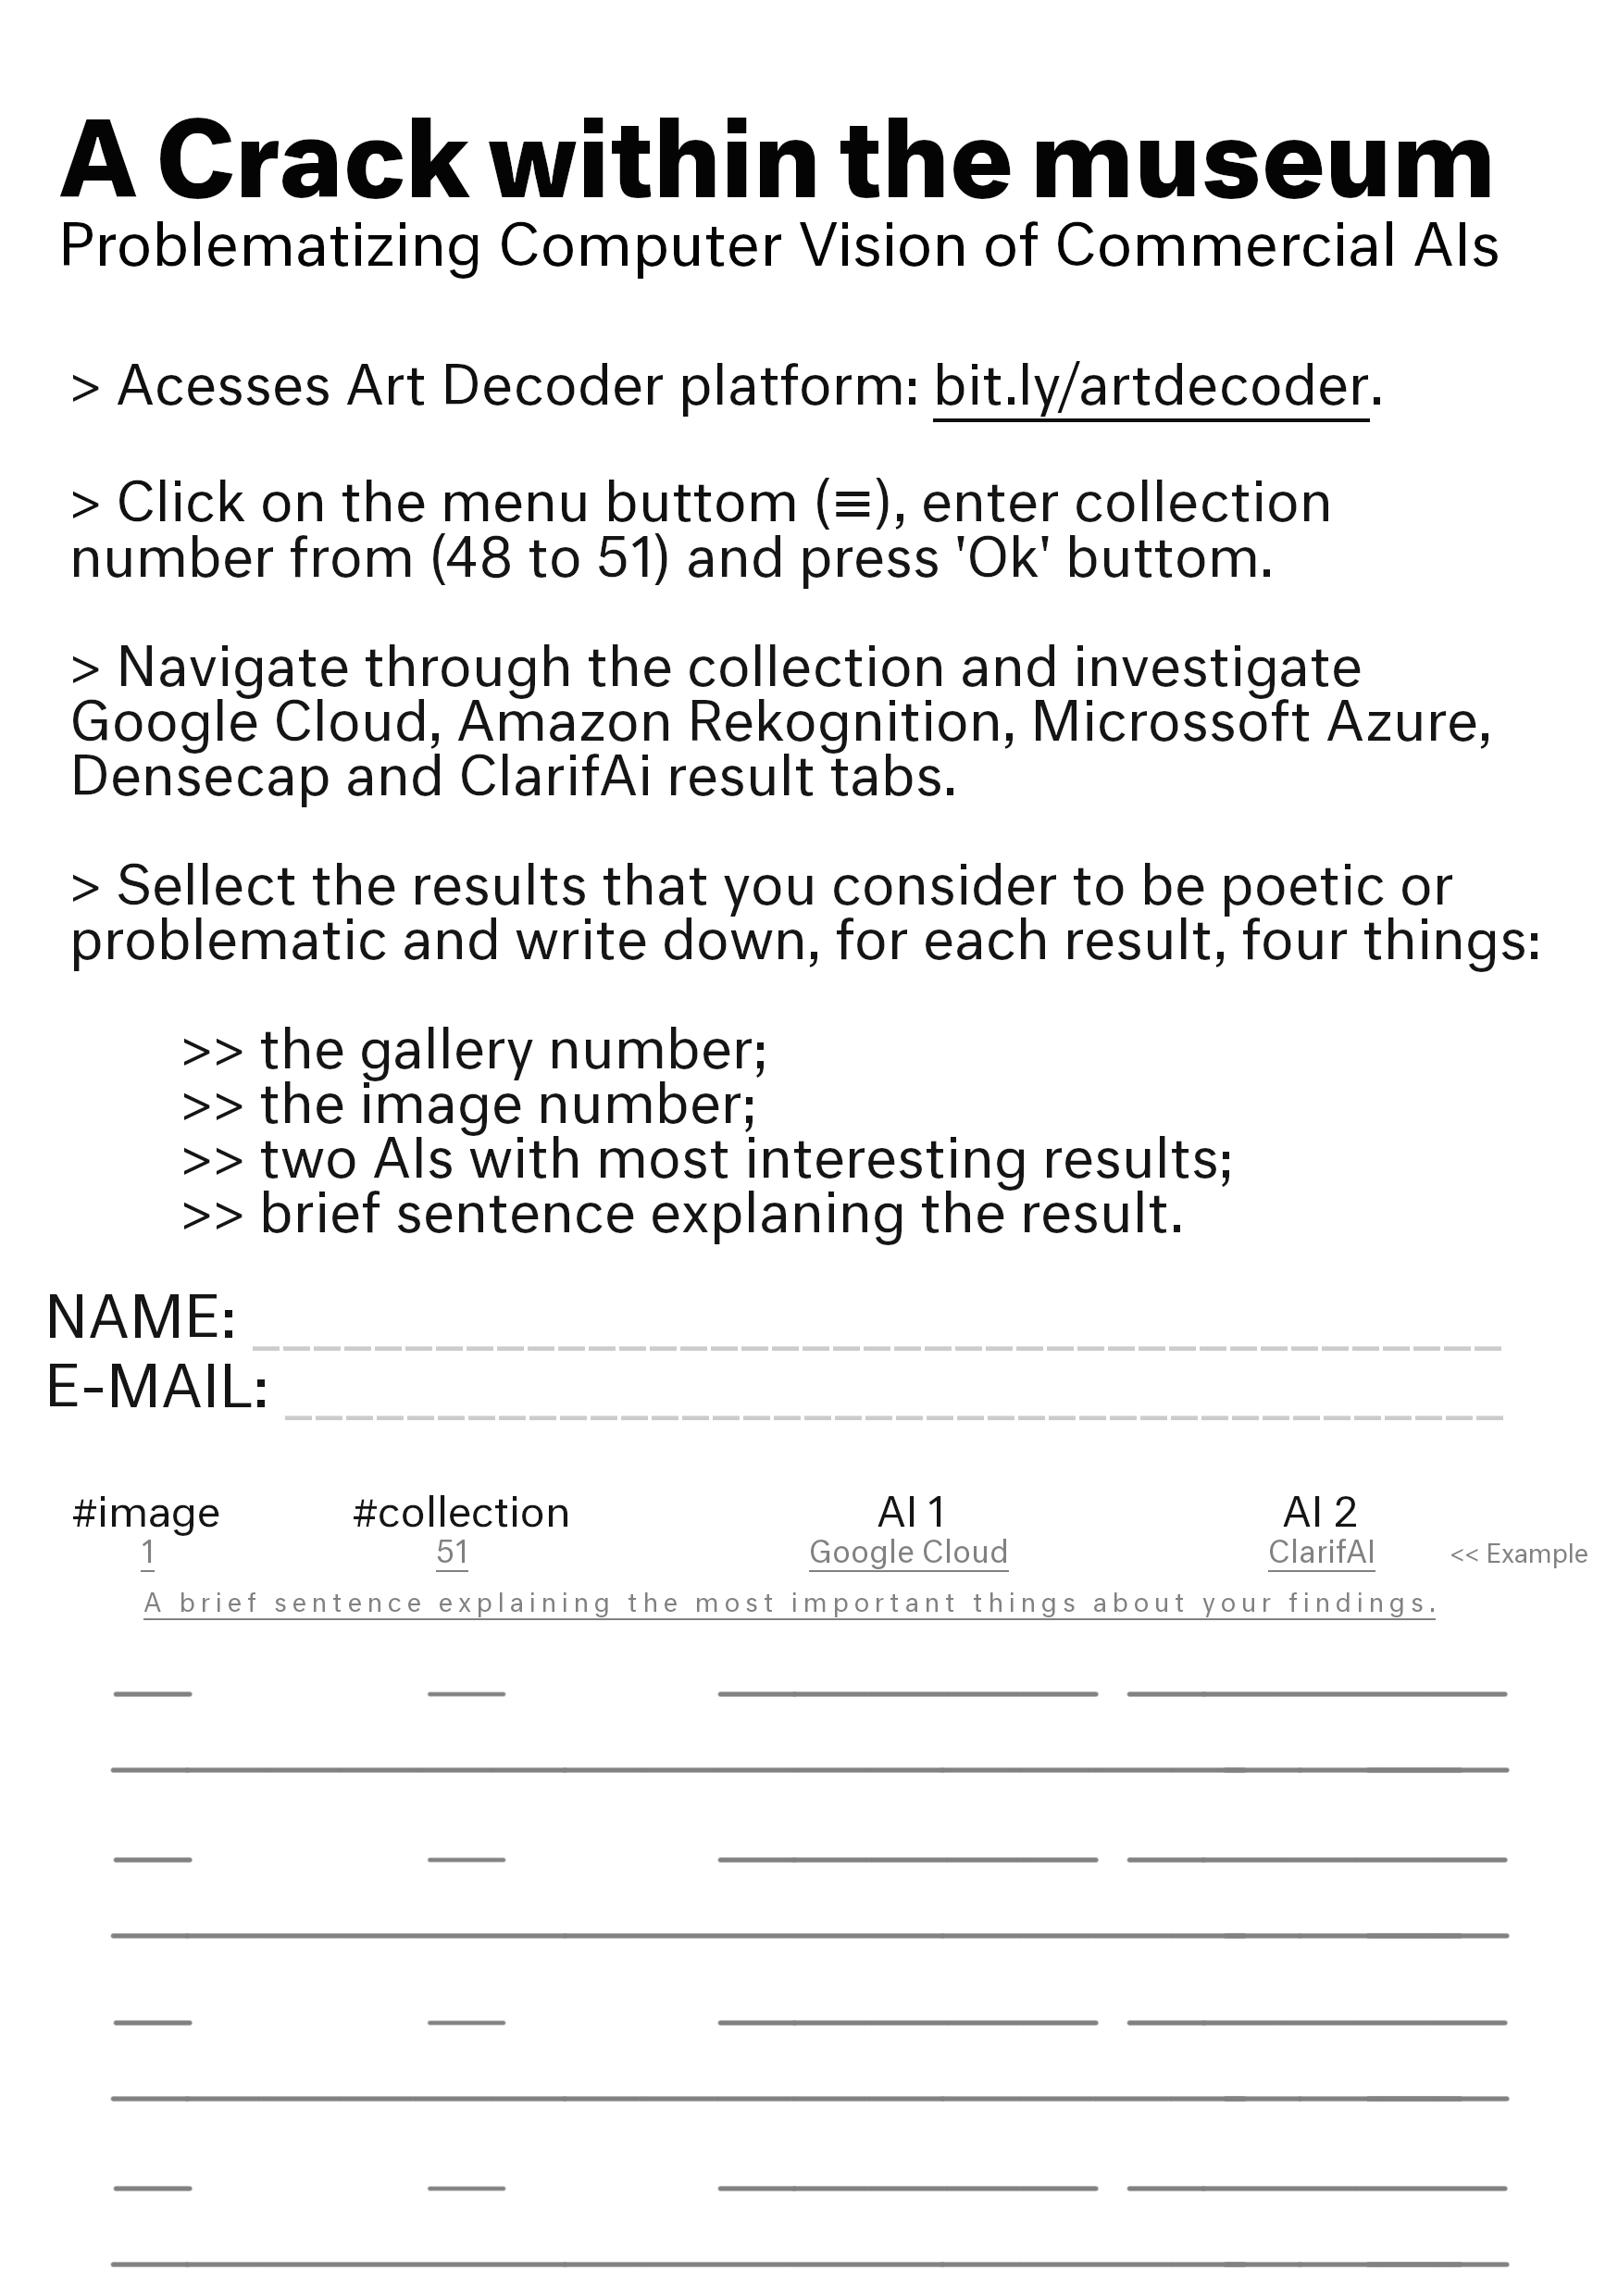 A Crack within the museum
Problematizing Computer Vision of Commercial AIs
> Acesses Art Decoder platform: bit.ly/artdecoder.
> Click on the menu buttom (≡), enter collection
number from (48 to 51) and press 'Ok' buttom.
> Navigate through the collection and investigate
Google Cloud, Amazon Rekognition, Microssoft Azure,
Densecap and ClarifAi result tabs.
> Sellect the results that you consider to be poetic or
problematic and write down, for each result, four things:
>> the gallery number;
>> the image number;
>> two AIs with most interesting results;
>> brief sentence explaning the result.
NAME:
E-MAIL:
#image #collection AI 1 AI 2
1 51 Google Cloud ClarifAI << Example
A brief sentence explaining the most important things about your findings.